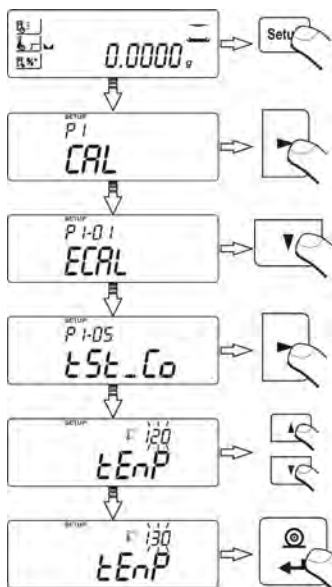 0.0000 g
Setu
SETUP
P1
CAL
SETUP
P1-01
ECAL
SETUP
P1-05
tSt_Co
SETUP
120
tEnP
SETUP
130
tEnP